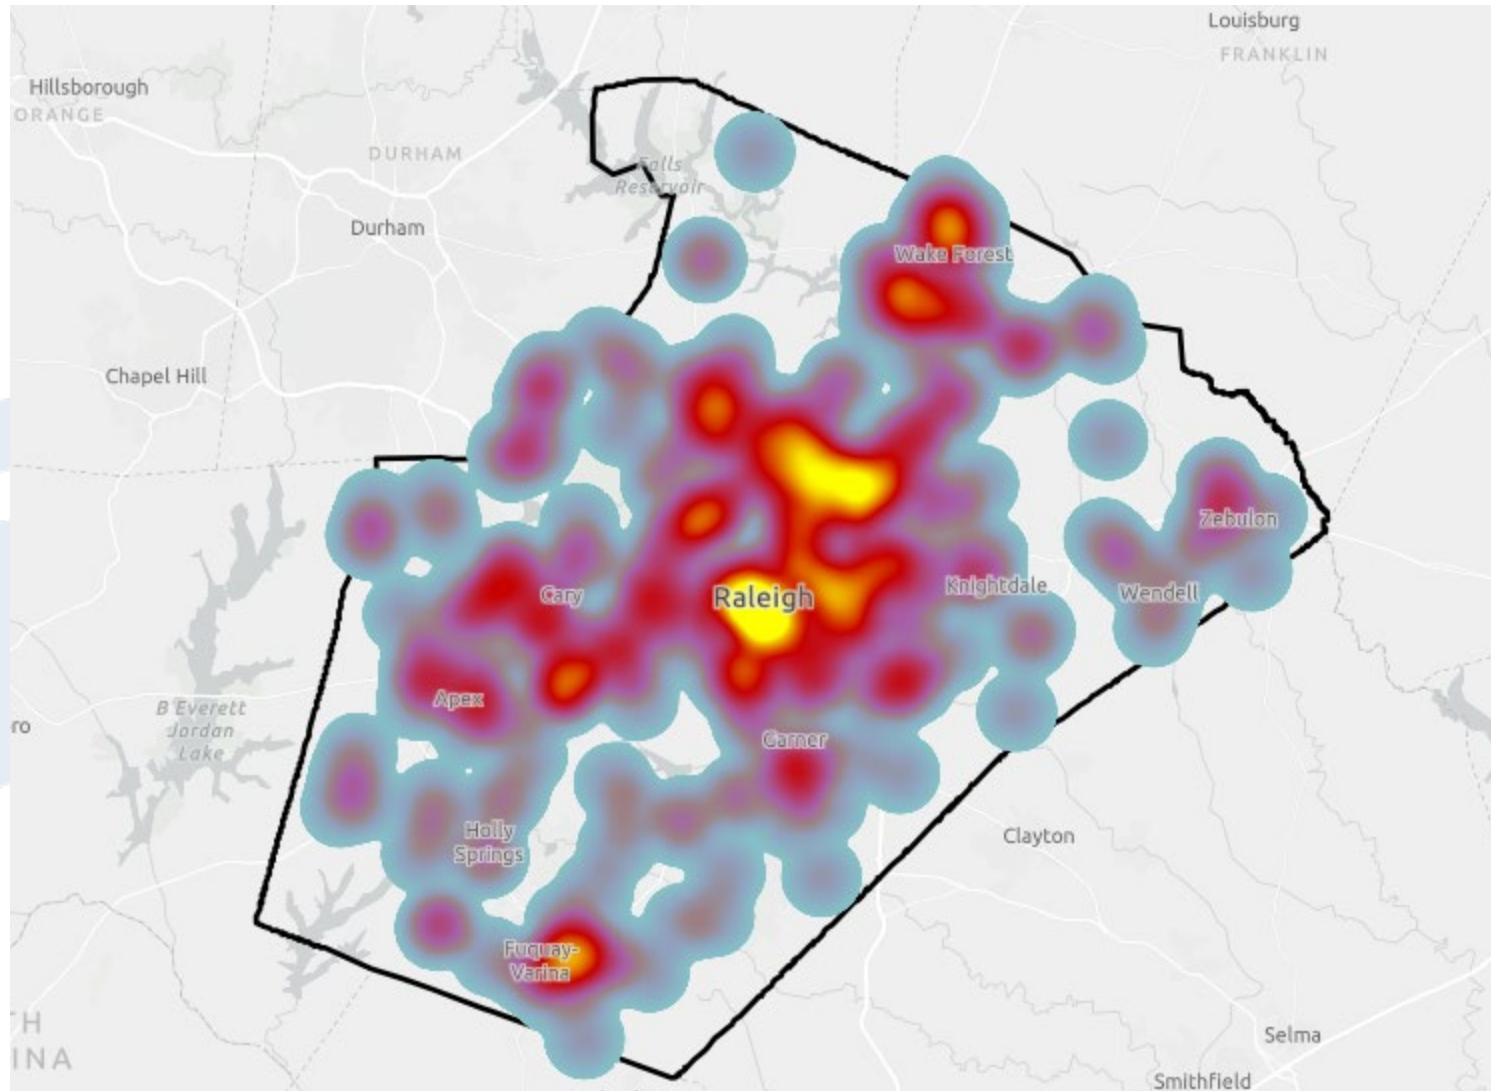 Louisburg
FRANKLIN
Hillsborough
ORANGE
DURHAM
Falls
Reservoir
Durham
Wake Forest
Chapel Hill
Zebulon
Knightdale
Wendell
Cary
Raleigh
Apex
B Everett
Jordan
Lake
ro
Garner
Holly
Springs
Clayton
Fuquay-
Varina
H
INA
Selma
Smithfield